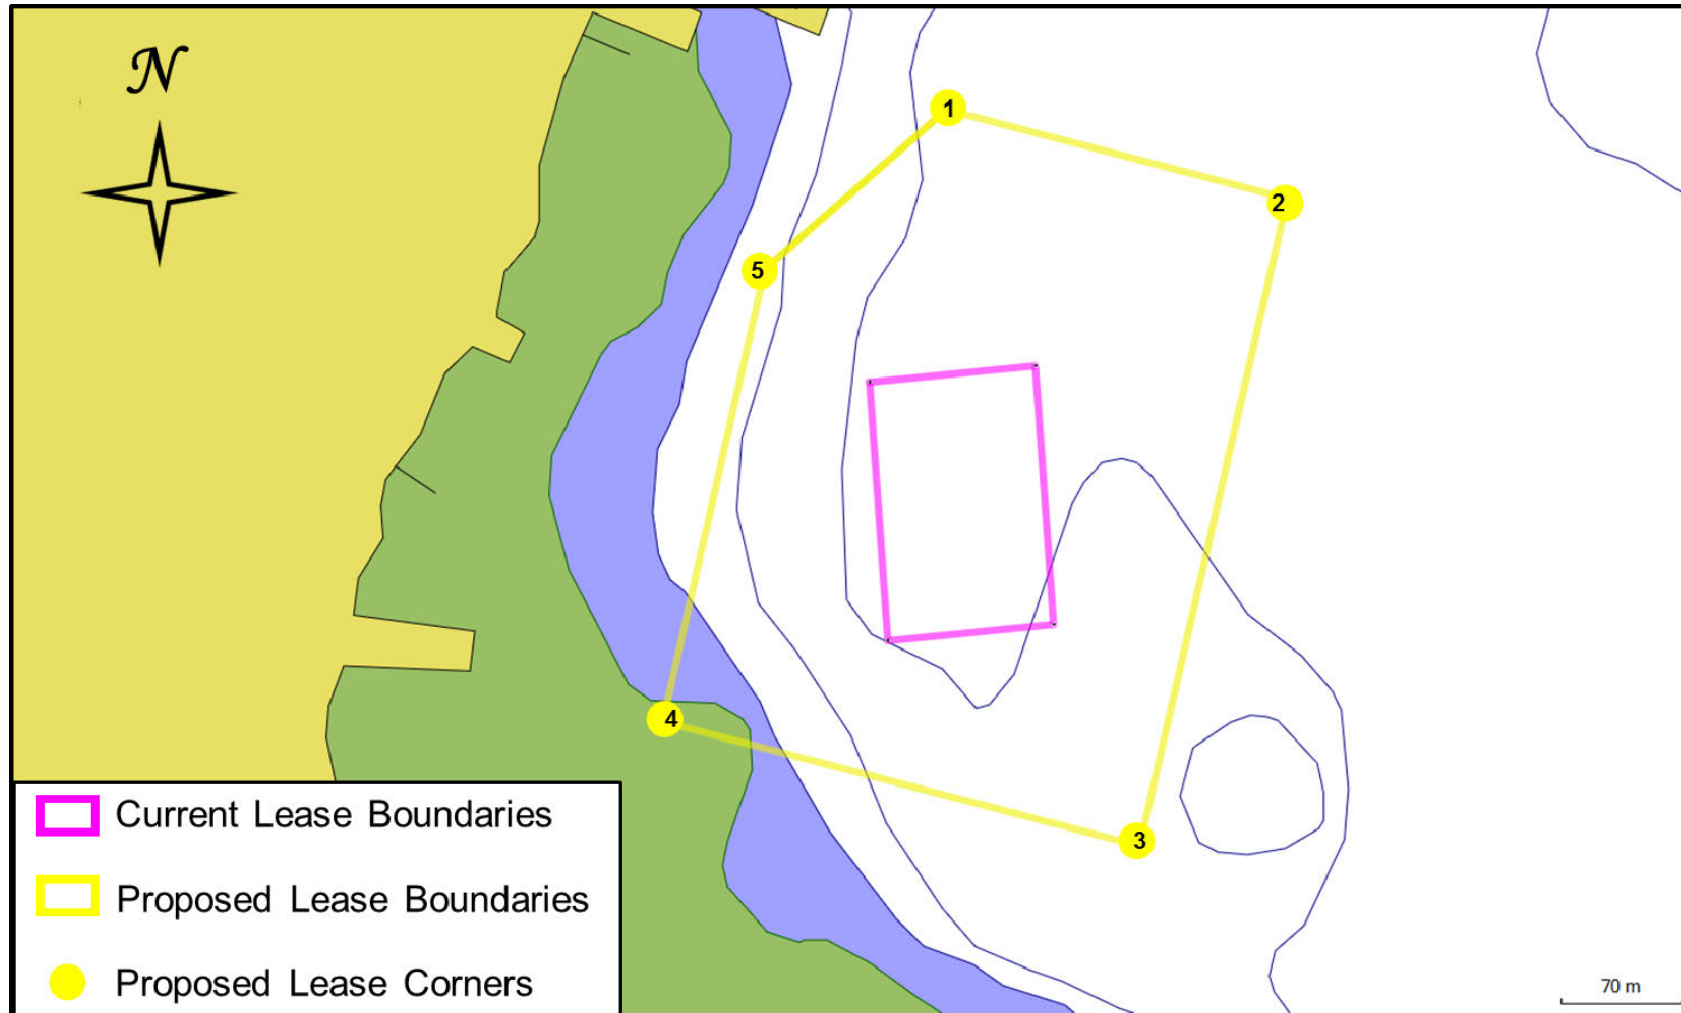 N
1
2
5
4
3
Current Lease Boundaries
Proposed Lease Boundaries
Proposed Lease Corners
70 m